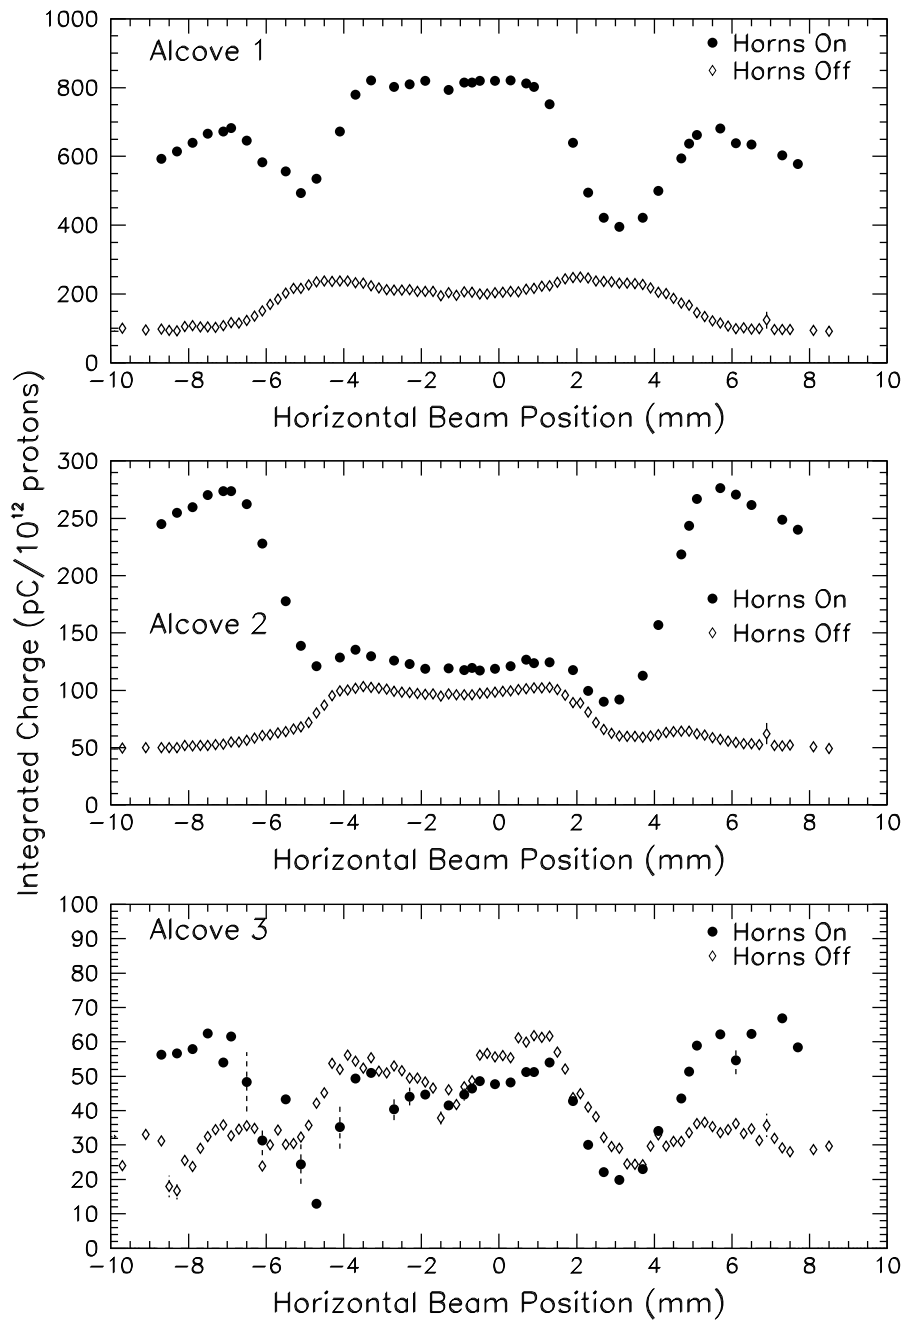 1000
800
600
400
200
0
Alcove 1
Horns On
Horns Off
−10 −8 −6 −4 −2 0 2 4 6 8 10
Horizontal Beam Position (mm)
Integrated Charge (pC/10¹² protons)
300
250
200
150
100
50
0
Alcove 2
Horns On
Horns Off
−10 −8 −6 −4 −2 0 2 4 6 8 10
Horizontal Beam Position (mm)
100
90
80
70
60
50
40
30
20
10
0
Alcove 3
Horns On
Horns Off
−10 −8 −6 −4 −2 0 2 4 6 8 10
Horizontal Beam Position (mm)